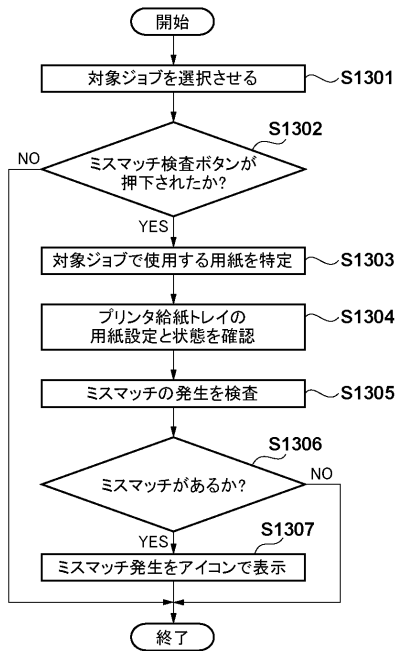 開始
対象ジョブを選択させる
S1301
S1302
NO
ミスマッチ検査ボタンが
押下されたか?
YES
対象ジョブで使用する用紙を特定
S1303
プリンタ給紙トレイの
用紙設定と状態を確認
S1304
ミスマッチの発生を検査
S1305
S1306
ミスマッチがあるか?
NO
YES
S1307
ミスマッチ発生をアイコンで表示
終了